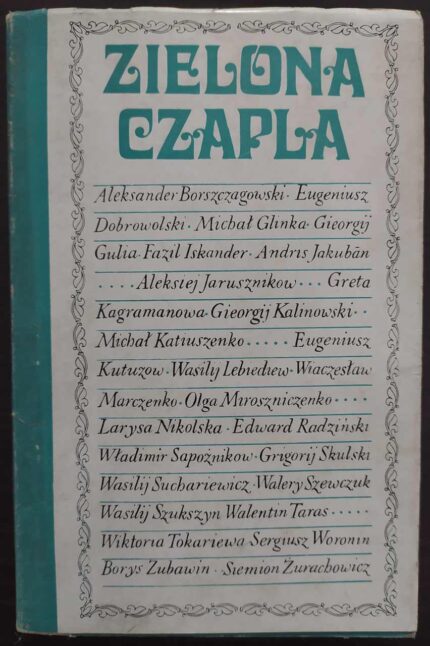 ZIELONA
CZAPLA
Aleksander Borszczagowski · Eugeniusz
Dobrowolski · Michał Glinka · Gieorgij
Gulia · Fazil Iskander · Andris Jakubān
. . . . Aleksiej Jarusznikow · · · Greta
Kagramanowa · Gieorgij Kalinowski · ·
Michał Katiuszenko · · · · · Eugeniusz
Kutuzow · Wasilij Lebiediew · Wiaczesław
Marczenko · Olga Miroszniczenko · · · ·
Larysa Nikolska · Edward Radziński
Władimir Sapożnikow · Grigorij Skulski
Wasilij Suchariewicz · Walery Szewczuk
Wasilij Szukszyn Walentin Taras · · · · ·
Wiktoria Tokariewa · Sergiusz Woronin
Borys Zubawin · Siemion Żurachowicz